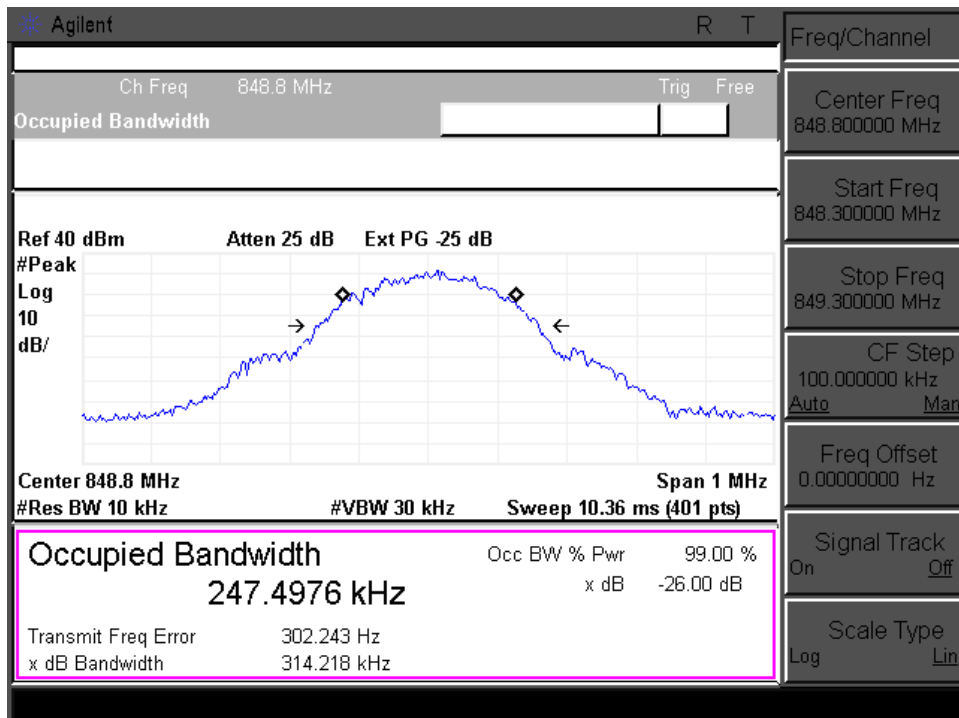 Agilent R T
Ch Freq 848.8 MHz Trig Free
Occupied Bandwidth
Ref 40 dBm Atten 25 dB Ext PG -25 dB
#Peak
Log
10
dB/
Center 848.8 MHz Span 1 MHz
#Res BW 10 kHz #VBW 30 kHz Sweep 10.36 ms (401 pts)
Occupied Bandwidth
247.4976 kHz
Occ BW % Pwr 99.00 %
x dB -26.00 dB
Transmit Freq Error 302.243 Hz
x dB Bandwidth 314.218 kHz
Freq/Channel
Center Freq
848.800000 MHz
Start Freq
848.300000 MHz
Stop Freq
849.300000 MHz
CF Step
100.000000 kHz
Auto Man
Freq Offset
0.00000000 Hz
Signal Track
On Off
Scale Type
Log Lin